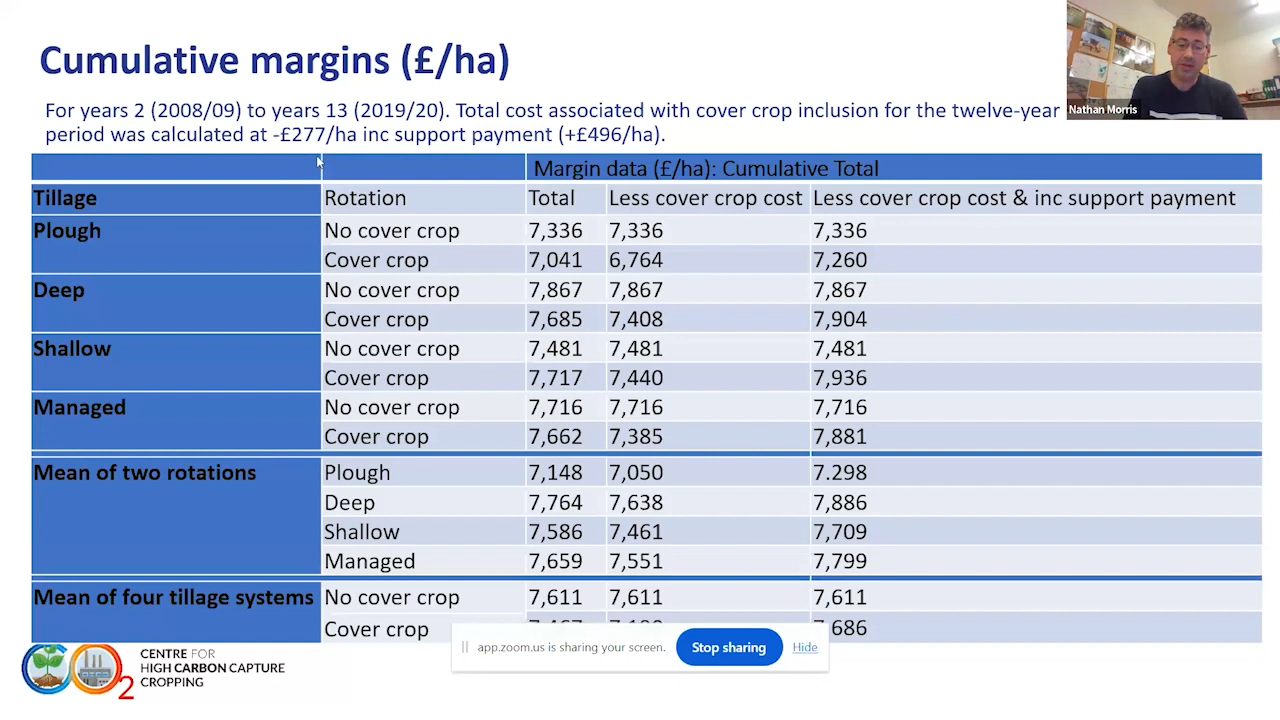 Cumulative margins (£/ha)
Nathan Morris
For years 2 (2008/09) to years 13 (2019/20). Total cost associated with cover crop inclusion for the twelve-year
period was calculated at -£277/ha inc support payment (+£496/ha).
Margin data (£/ha): Cumulative Total
Tillage Rotation Total Less cover crop cost Less cover crop cost & inc support payment
Plough No cover crop 7,336 7,336 7,336
Cover crop 7,041 6,764 7,260
Deep No cover crop 7,867 7,867 7,867
Cover crop 7,685 7,408 7,904
Shallow No cover crop 7,481 7,481 7,481
Cover crop 7,717 7,440 7,936
Managed No cover crop 7,716 7,716 7,716
Cover crop 7,662 7,385 7,881
Mean of two rotations Plough 7,148 7,050 7.298
Deep 7,764 7,638 7,886
Shallow 7,586 7,461 7,709
Managed 7,659 7,551 7,799
Mean of four tillage systems No cover crop 7,611 7,611 7,611
Cover crop 686
app.zoom.us is sharing your screen. Stop sharing Hide
CENTRE FOR
HIGH CARBON CAPTURE
CROPPING
2